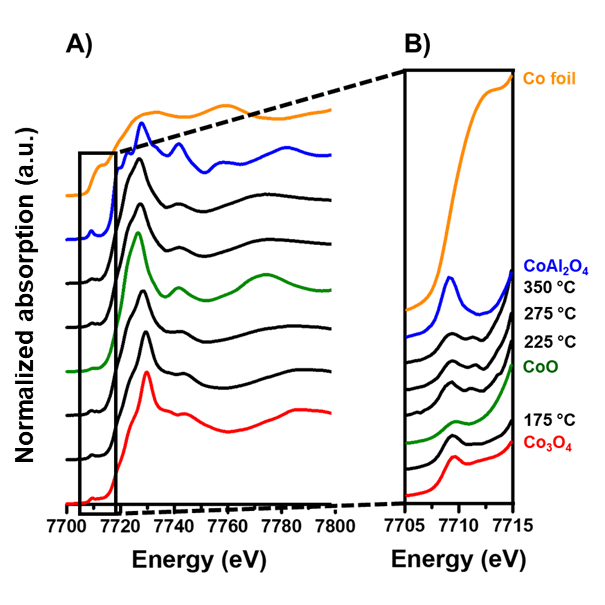 A)
B)
Normalized absorption (a.u.)
Co foil
CoAl₂O₄
350 °C
275 °C
225 °C
CoO
175 °C
Co₃O₄
7700 7720 7740 7760 7780 7800
7705 7710 7715
Energy (eV)
Energy (eV)